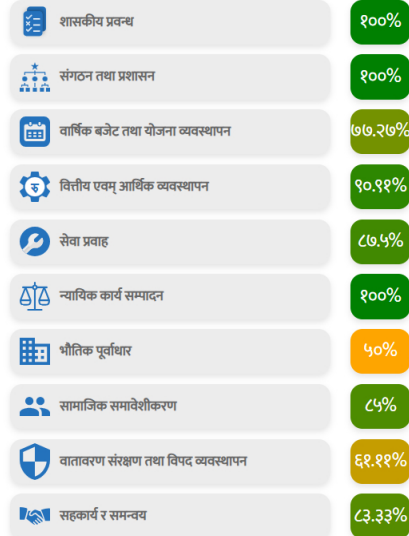 शासकीय प्रवन्ध १००%
संगठन तथा प्रशासन १००%
वार्षिक बजेट तथा योजना व्यवस्थापन ७७.२७%
वित्तीय एवम् आर्थिक व्यवस्थापन ९०.९१%
सेवा प्रवाह ८७.५%
न्यायिक कार्य सम्पादन १००%
भौतिक पूर्वाधार ५०%
सामाजिक समावेशीकरण ८५%
वातावरण संरक्षण तथा विपद व्यवस्थापन ६१.११%
सहकार्य र समन्वय ८३.३३%